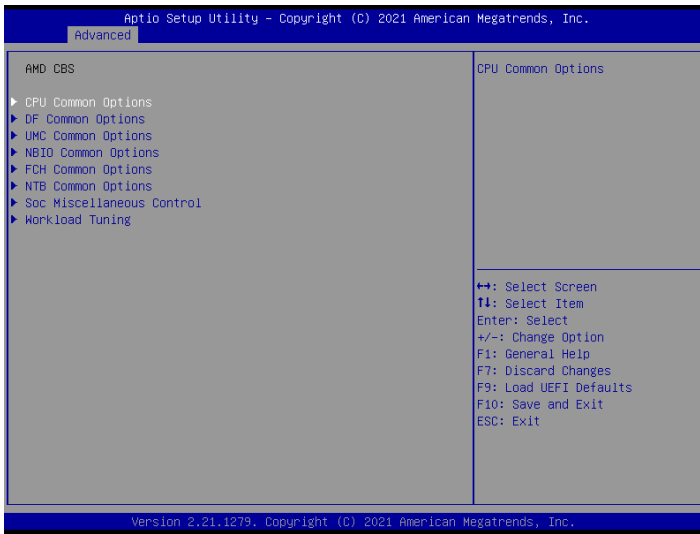 Aptio Setup Utility – Copyright (C) 2021 American Megatrends, Inc.
Advanced
AMD CBS
CPU Common Options
DF Common Options
UMC Common Options
NBIO Common Options
FCH Common Options
NTB Common Options
Soc Miscellaneous Control
Workload Tuning
CPU Common Options
↔: Select Screen
↑↓: Select Item
Enter: Select
+/-: Change Option
F1: General Help
F7: Discard Changes
F9: Load UEFI Defaults
F10: Save and Exit
ESC: Exit
Version 2.21.1279. Copyright (C) 2021 American Megatrends, Inc.